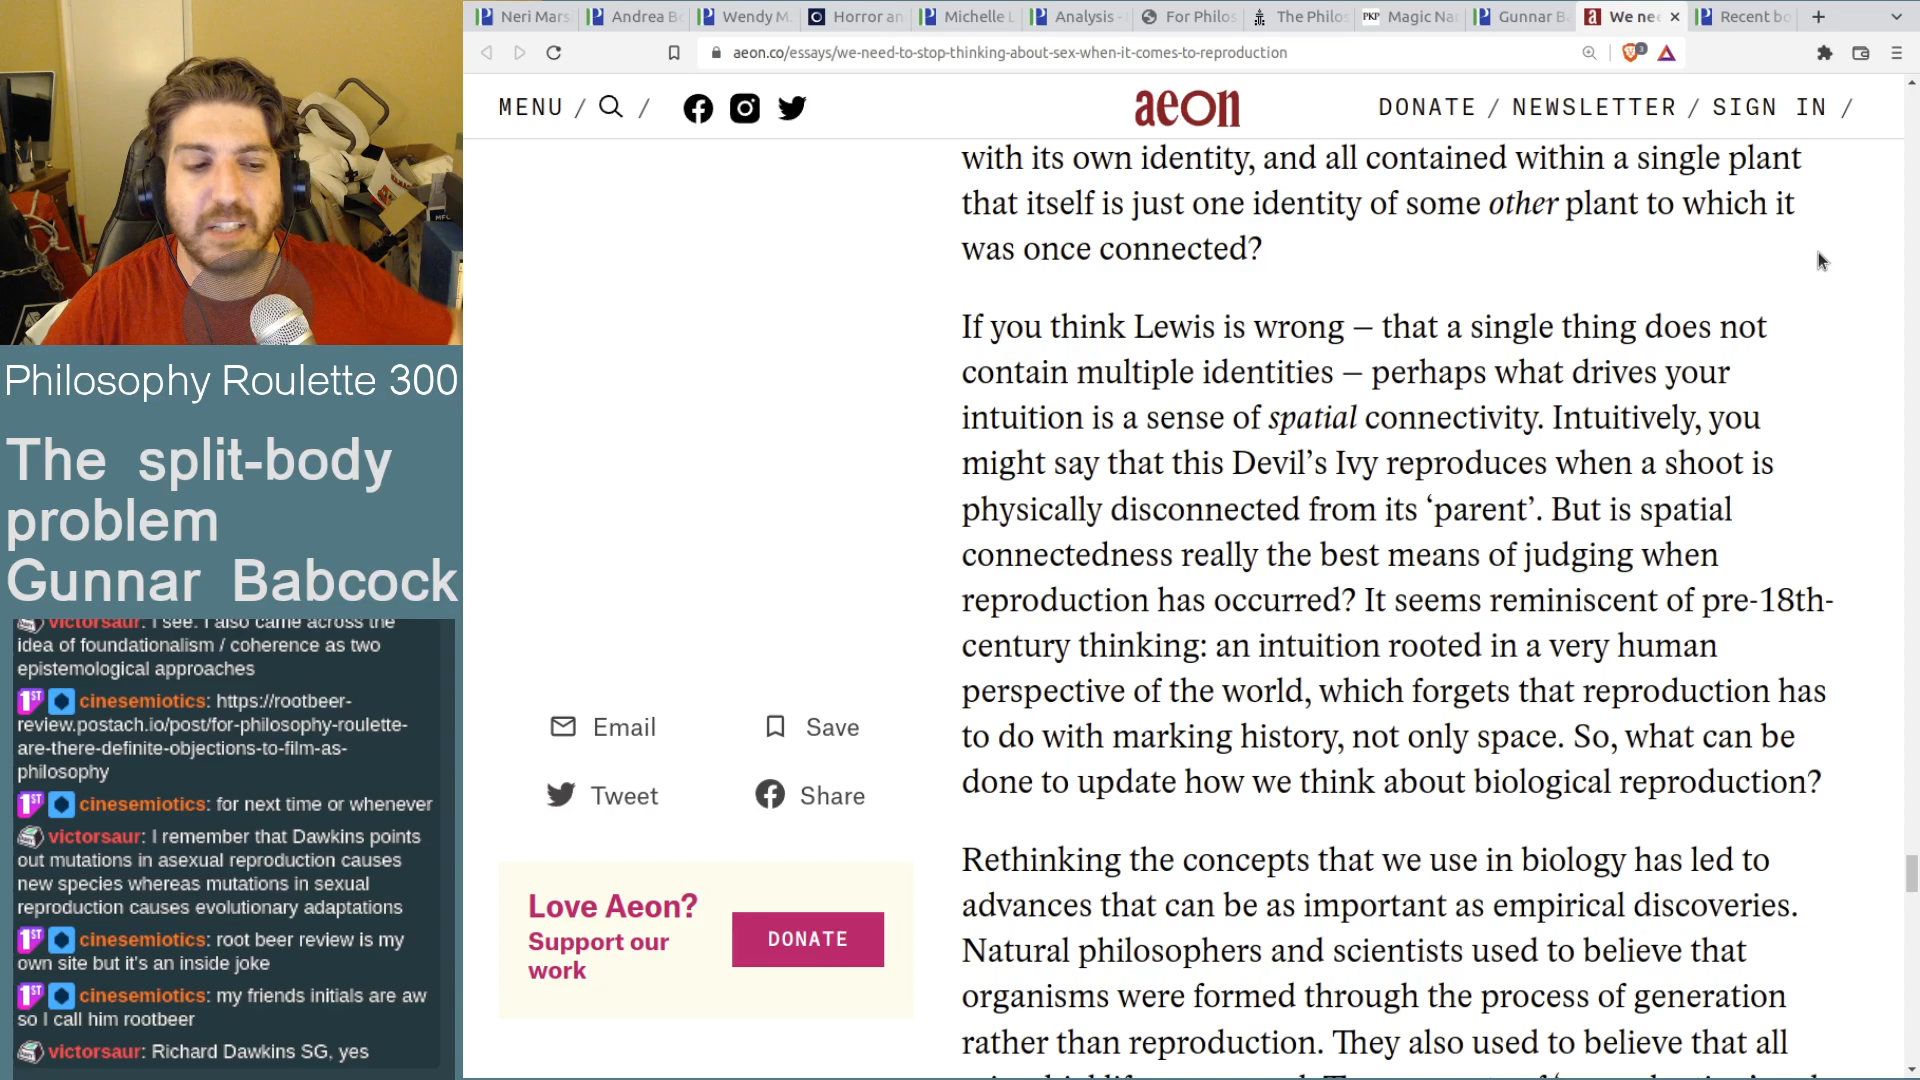 Neri Mars
Andrea Bo
Wendy M.
Horror an
Michelle L
Analysis -
For Philos
The Philos
PKP Magic Nar
Gunnar Ba
We nee
Recent bo
aeon.co/essays/we-need-to-stop-thinking-about-sex-when-it-comes-to-reproduction
MENU /
/
aeon
DONATE / NEWSLETTER / SIGN IN /
with its own identity, and all contained within a single plant
that itself is just one identity of some other plant to which it
was once connected?
If you think Lewis is wrong – that a single thing does not
contain multiple identities – perhaps what drives your
intuition is a sense of spatial connectivity. Intuitively, you
might say that this Devil’s Ivy reproduces when a shoot is
physically disconnected from its ‘parent’. But is spatial
connectedness really the best means of judging when
reproduction has occurred? It seems reminiscent of pre-18th-
century thinking: an intuition rooted in a very human
perspective of the world, which forgets that reproduction has
to do with marking history, not only space. So, what can be
done to update how we think about biological reproduction?
Rethinking the concepts that we use in biology has led to
advances that can be as important as empirical discoveries.
Natural philosophers and scientists used to believe that
organisms were formed through the process of generation
rather than reproduction. They also used to believe that all
Email
Save
Tweet
Share
Love Aeon?
Support our
work
DONATE
Philosophy Roulette 300
The split-body
problem
Gunnar Babcock
victorsaur: I see. I also came across the
idea of foundationalism / coherence as two
epistemological approaches
1ST cinesemiotics: https://rootbeer-
review.postach.io/post/for-philosophy-roulette-
are-there-definite-objections-to-film-as-
philosophy
1ST cinesemiotics: for next time or whenever
victorsaur: I remember that Dawkins points
out mutations in asexual reproduction causes
new species whereas mutations in sexual
reproduction causes evolutionary adaptations
1ST cinesemiotics: root beer review is my
own site but it's an inside joke
1ST cinesemiotics: my friends initials are aw
so I call him rootbeer
victorsaur: Richard Dawkins SG, yes